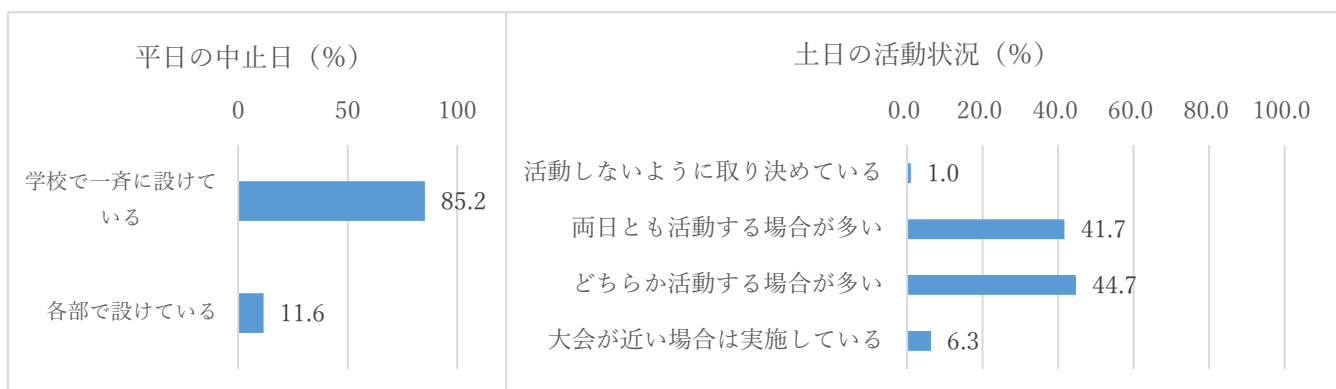 平日の中止日（%）
0 50 100
学校で一斉に設けて
いる
85.2
各部で設けている
11.6
土日の活動状況（%）
0.0 20.0 40.0 60.0 80.0 100.0
活動しないように取り決めている
1.0
両日とも活動する場合が多い
41.7
どちらか活動する場合が多い
44.7
大会が近い場合は実施している
6.3